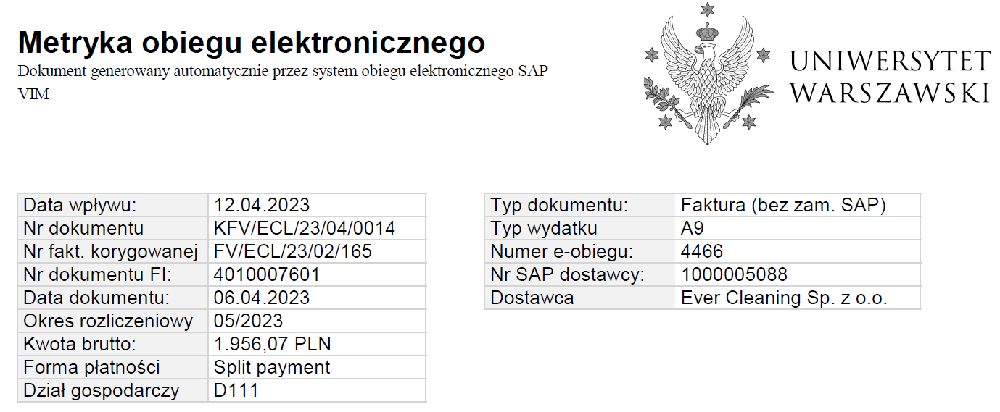 Metryka obiegu elektronicznego
Dokument generowany automatycznie przez system obiegu elektronicznego SAP
VIM
UNIWERSYTET
WARSZAWSKI
Data wpływu: 12.04.2023
Nr dokumentu KFV/ECL/23/04/0014
Nr fakt. korygowanej FV/ECL/23/02/165
Nr dokumentu FI: 4010007601
Data dokumentu: 06.04.2023
Okres rozliczeniowy 05/2023
Kwota brutto: 1.956,07 PLN
Forma płatności Split payment
Dział gospodarczy D111
Typ dokumentu: Faktura (bez zam. SAP)
Typ wydatku A9
Numer e-obiegu: 4466
Nr SAP dostawcy: 1000005088
Dostawca Ever Cleaning Sp. z o.o.